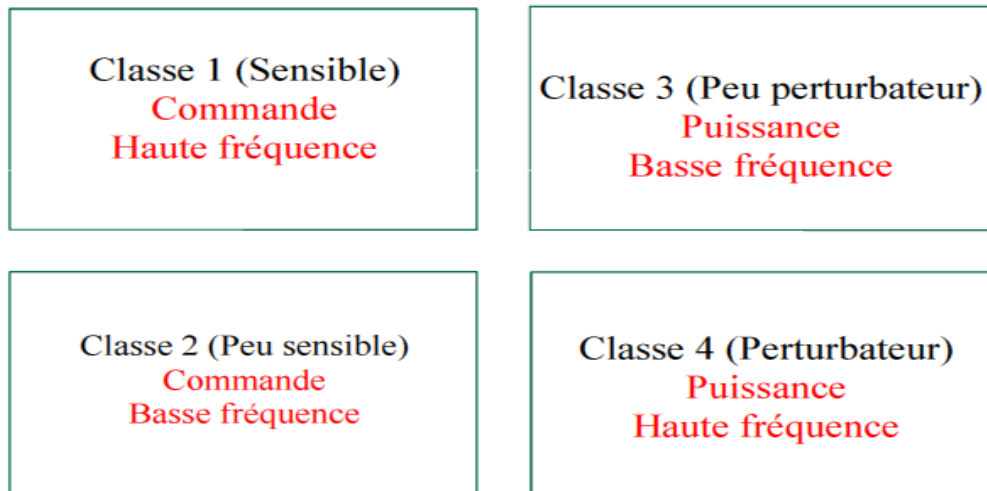 Classe 1 (Sensible)
Commande
Haute fréquence
Classe 3 (Peu perturbateur)
Puissance
Basse fréquence
Classe 2 (Peu sensible)
Commande
Basse fréquence
Classe 4 (Perturbateur)
Puissance
Haute fréquence